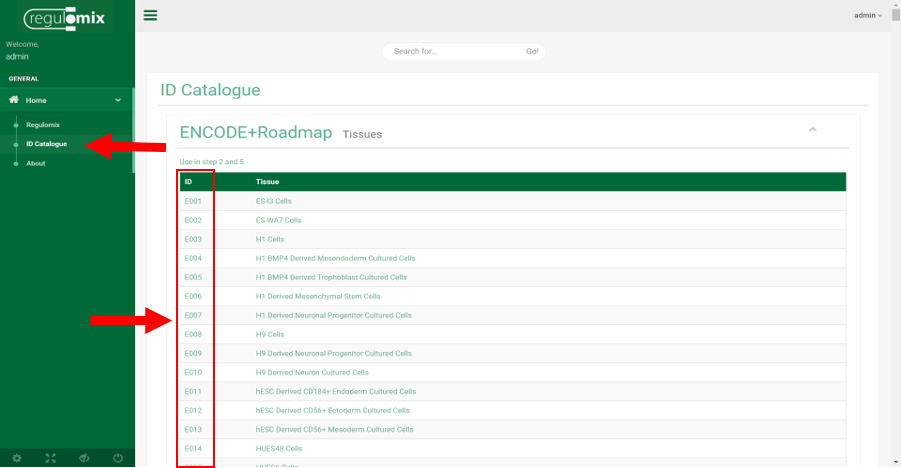 regulomix
admin
Welcome,
admin
GENERAL
Home
Regulomix
ID Catalogue
About
Search for...
Go!
ID Catalogue
ENCODE+Roadmap Tissues
Use in step 2 and 5
ID Tissue
E001 ES-I3 Cells
E002 ES-WA7 Cells
E003 H1 Cells
E004 H1 BMP4 Derived Mesendoderm Cultured Cells
E005 H1 BMP4 Derived Trophoblast Cultured Cells
E006 H1 Derived Mesenchymal Stem Cells
E007 H1 Derived Neuronal Progenitor Cultured Cells
E008 H9 Cells
E009 H9 Derived Neuronal Progenitor Cultured Cells
E010 H9 Derived Neuron Cultured Cells
E011 hESC Derived CD184+ Endoderm Cultured Cells
E012 hESC Derived CD56+ Ectoderm Cultured Cells
E013 hESC Derived CD56+ Mesoderm Cultured Cells
E014 HUES48 Cells